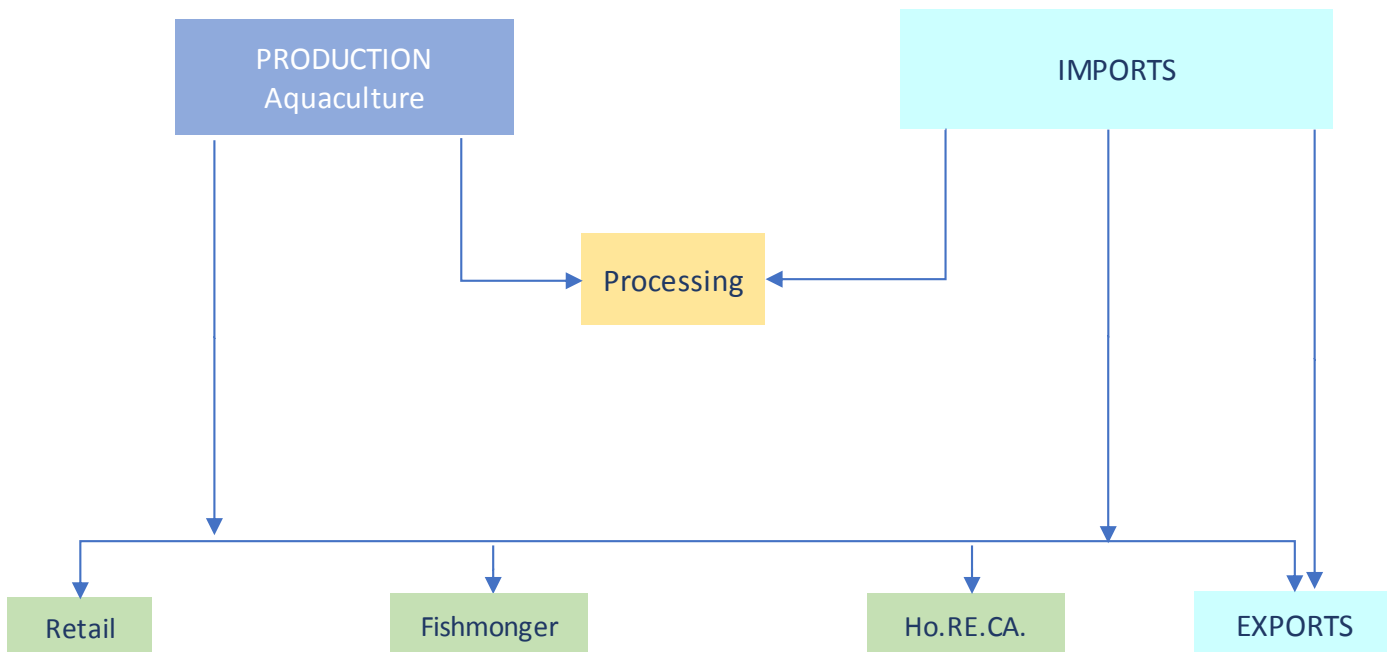 PRODUCTION
Aquaculture
IMPORTS
Processing
Retail
Fishmonger
Ho.RE.CA.
EXPORTS